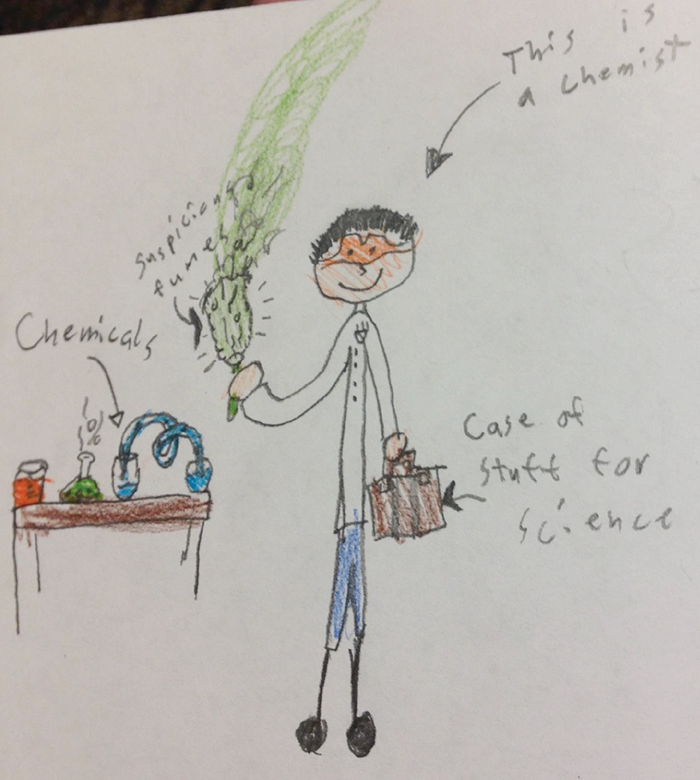 This is
a chemist
Suspicious
fumes
Chemicals
Case of
stuff for
science